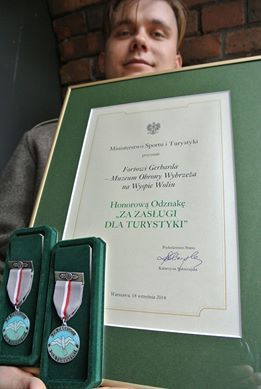 Ministerstwo Sportu i Turystyki
przyznaje
Fortowi Gerharda
– Muzeum Obrony Wybrzeża
na Wyspie Wolin
Honorową Odznakę
„ZA ZASŁUGI
DLA TURYSTYKI”
Podsekretarz Stanu
Katarzyna
Warszawa, 18 września 2014